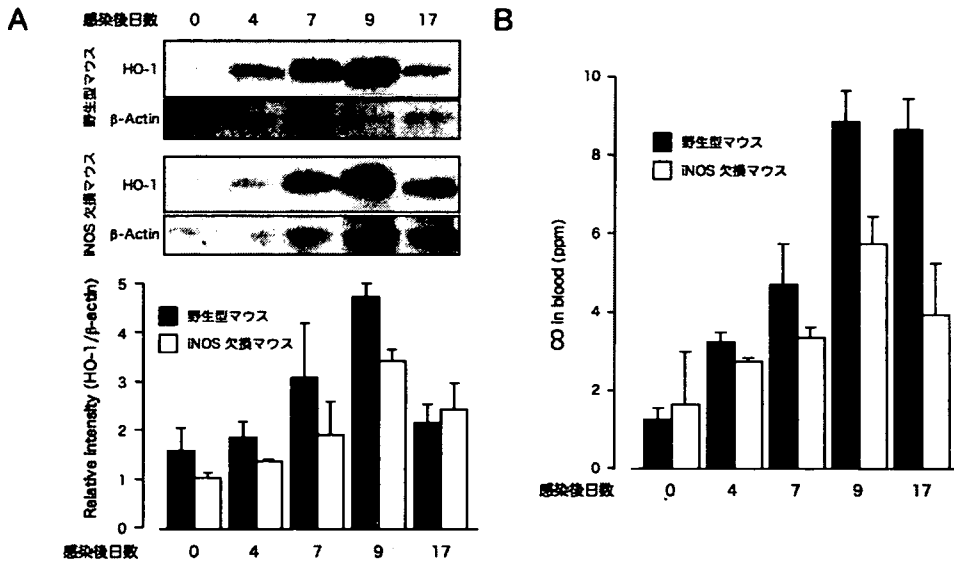 A
感染後日数 0 4 7 9 17
野生型マウス
HO-1
β-Actin
iNOS 欠損マウス
HO-1
β-Actin
Relative intensity (HO-1/β-actin)
5
4
3
2
1
0
野生型マウス
iNOS 欠損マウス
感染後日数 0 4 7 9 17
B
CO in blood (ppm)
10
8
6
4
2
0
野生型マウス
iNOS 欠損マウス
感染後日数 0 4 7 9 17